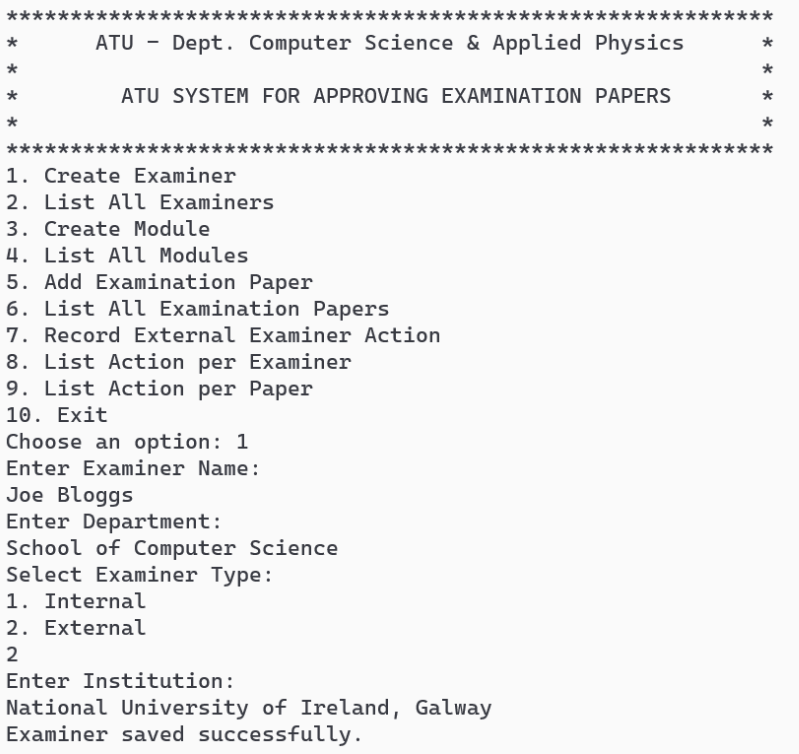 ************************************************************
*      ATU - Dept. Computer Science & Applied Physics      *
*                                                          *
*        ATU SYSTEM FOR APPROVING EXAMINATION PAPERS       *
*                                                          *
************************************************************
1. Create Examiner
2. List All Examiners
3. Create Module
4. List All Modules
5. Add Examination Paper
6. List All Examination Papers
7. Record External Examiner Action
8. List Action per Examiner
9. List Action per Paper
10. Exit
Choose an option: 1
Enter Examiner Name:
Joe Bloggs
Enter Department:
School of Computer Science
Select Examiner Type:
1. Internal
2. External
2
Enter Institution:
National University of Ireland, Galway
Examiner saved successfully.